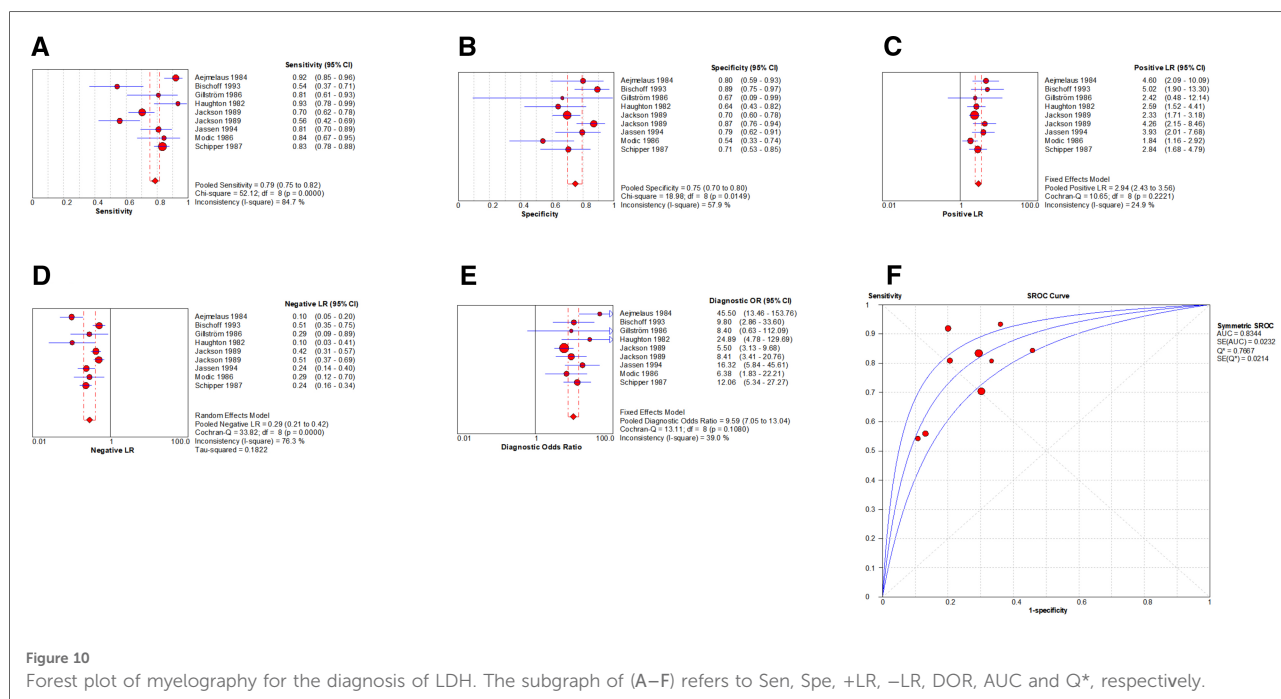 A
Sensitivity (95% CI)
Aejmelaus 1984 0.92 (0.85 - 0.96)
Bischoff 1993 0.54 (0.37 - 0.71)
Gillström 1986 0.81 (0.61 - 0.93)
Haughton 1982 0.93 (0.78 - 0.99)
Jackson 1989 0.70 (0.62 - 0.78)
Jackson 1989 0.56 (0.42 - 0.69)
Jassen 1994 0.81 (0.70 - 0.89)
Modic 1986 0.84 (0.67 - 0.95)
Schipper 1987 0.83 (0.78 - 0.88)
Pooled Sensitivity = 0.79 (0.75 to 0.82)
Chi-square = 52.12; df = 8 (p = 0.0000)
Inconsistency (I-square) = 84.7 %
0 0.2 0.4 0.6 0.8 1
Sensitivity
B
Specificity (95% CI)
Aejmelaus 1984 0.80 (0.59 - 0.93)
Bischoff 1993 0.89 (0.75 - 0.97)
Gillström 1986 0.67 (0.09 - 0.99)
Haughton 1982 0.64 (0.43 - 0.82)
Jackson 1989 0.70 (0.60 - 0.78)
Jackson 1989 0.87 (0.76 - 0.94)
Jassen 1994 0.79 (0.62 - 0.91)
Modic 1986 0.54 (0.33 - 0.74)
Schipper 1987 0.71 (0.53 - 0.85)
Pooled Specificity = 0.75 (0.70 to 0.80)
Chi-square = 18.98; df = 8 (p = 0.0149)
Inconsistency (I-square) = 57.9 %
0 0.2 0.4 0.6 0.8 1
Specificity
C
Positive LR (95% CI)
Aejmelaus 1984 4.60 (2.09 - 10.09)
Bischoff 1993 5.02 (1.90 - 13.30)
Gillström 1986 2.42 (0.48 - 12.14)
Haughton 1982 2.59 (1.52 - 4.41)
Jackson 1989 2.33 (1.71 - 3.18)
Jackson 1989 4.26 (2.15 - 8.46)
Jassen 1994 3.93 (2.01 - 7.68)
Modic 1986 1.84 (1.16 - 2.92)
Schipper 1987 2.84 (1.68 - 4.79)
Fixed Effects Model
Pooled Positive LR = 2.94 (2.43 to 3.56)
Cochran-Q = 10.65; df = 8 (p = 0.2221)
Inconsistency (I-square) = 24.9 %
0.01 1 100.0
Positive LR
D
Negative LR (95% CI)
Aejmelaus 1984 0.10 (0.05 - 0.20)
Bischoff 1993 0.51 (0.35 - 0.75)
Gillström 1986 0.29 (0.09 - 0.89)
Haughton 1982 0.10 (0.03 - 0.41)
Jackson 1989 0.42 (0.31 - 0.57)
Jackson 1989 0.51 (0.37 - 0.69)
Jassen 1994 0.24 (0.14 - 0.40)
Modic 1986 0.29 (0.12 - 0.70)
Schipper 1987 0.24 (0.16 - 0.34)
Random Effects Model
Pooled Negative LR = 0.29 (0.21 to 0.42)
Cochran-Q = 33.82; df = 8 (p = 0.0000)
Inconsistency (I-square) = 76.3 %
Tau-squared = 0.1822
0.01 1 100.0
Negative LR
E
Diagnostic OR (95% CI)
Aejmelaus 1984 45.50 (13.46 - 153.76)
Bischoff 1993 9.80 (2.86 - 33.60)
Gillström 1986 8.40 (0.63 - 112.09)
Haughton 1982 24.89 (4.78 - 129.69)
Jackson 1989 5.50 (3.13 - 9.68)
Jackson 1989 8.41 (3.41 - 20.76)
Jassen 1994 16.32 (5.84 - 45.61)
Modic 1986 6.38 (1.83 - 22.21)
Schipper 1987 12.06 (5.34 - 27.27)
Fixed Effects Model
Pooled Diagnostic Odds Ratio = 9.59 (7.05 to 13.04)
Cochran-Q = 13.11; df = 8 (p = 0.1080)
Inconsistency (I-square) = 39.0 %
0.01 1 100.0
Diagnostic Odds Ratio
F
Sensitivity SROC Curve
1
0.9
0.8
0.7
0.6
0.5
0.4
0.3
0.2
0.1
0
0 0.2 0.4 0.6 0.8 1
1-specificity
Symmetric SROC
AUC = 0.8344
SE(AUC) = 0.0232
Q* = 0.7667
SE(Q*) = 0.0214
Figure 10
Forest plot of myelography for the diagnosis of LDH. The subgraph of (A–F) refers to Sen, Spe, +LR, −LR, DOR, AUC and Q*, respectively.